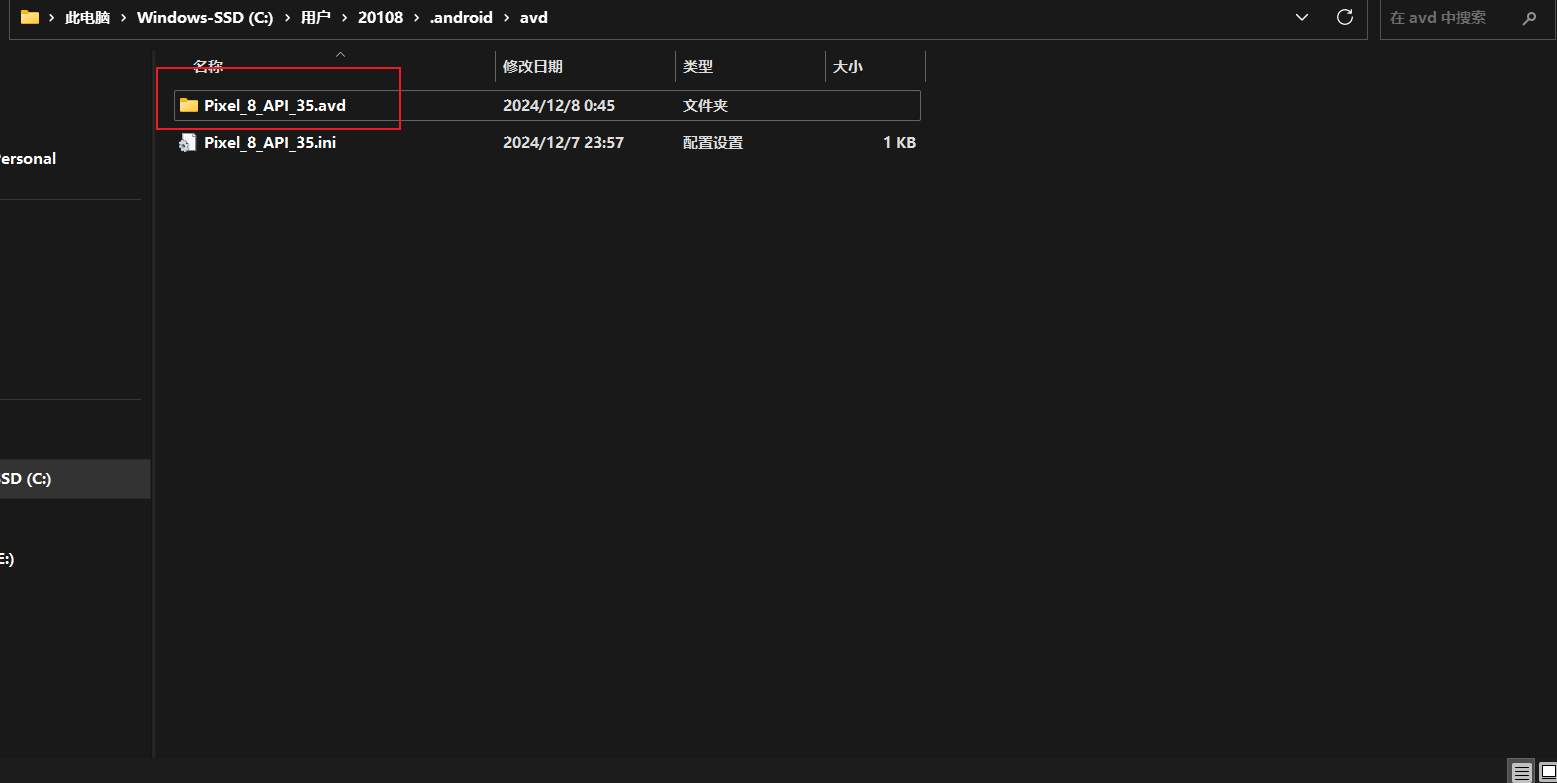 此电脑 › Windows-SSD (C:) › 用户 › 20108 › .android › avd
在 avd 中搜索
名称 修改日期 类型 大小
Pixel_8_API_35.avd 2024/12/8 0:45 文件夹
Pixel_8_API_35.ini 2024/12/7 23:57 配置设置 1 KB
ersonal
SD (C:)
E:)